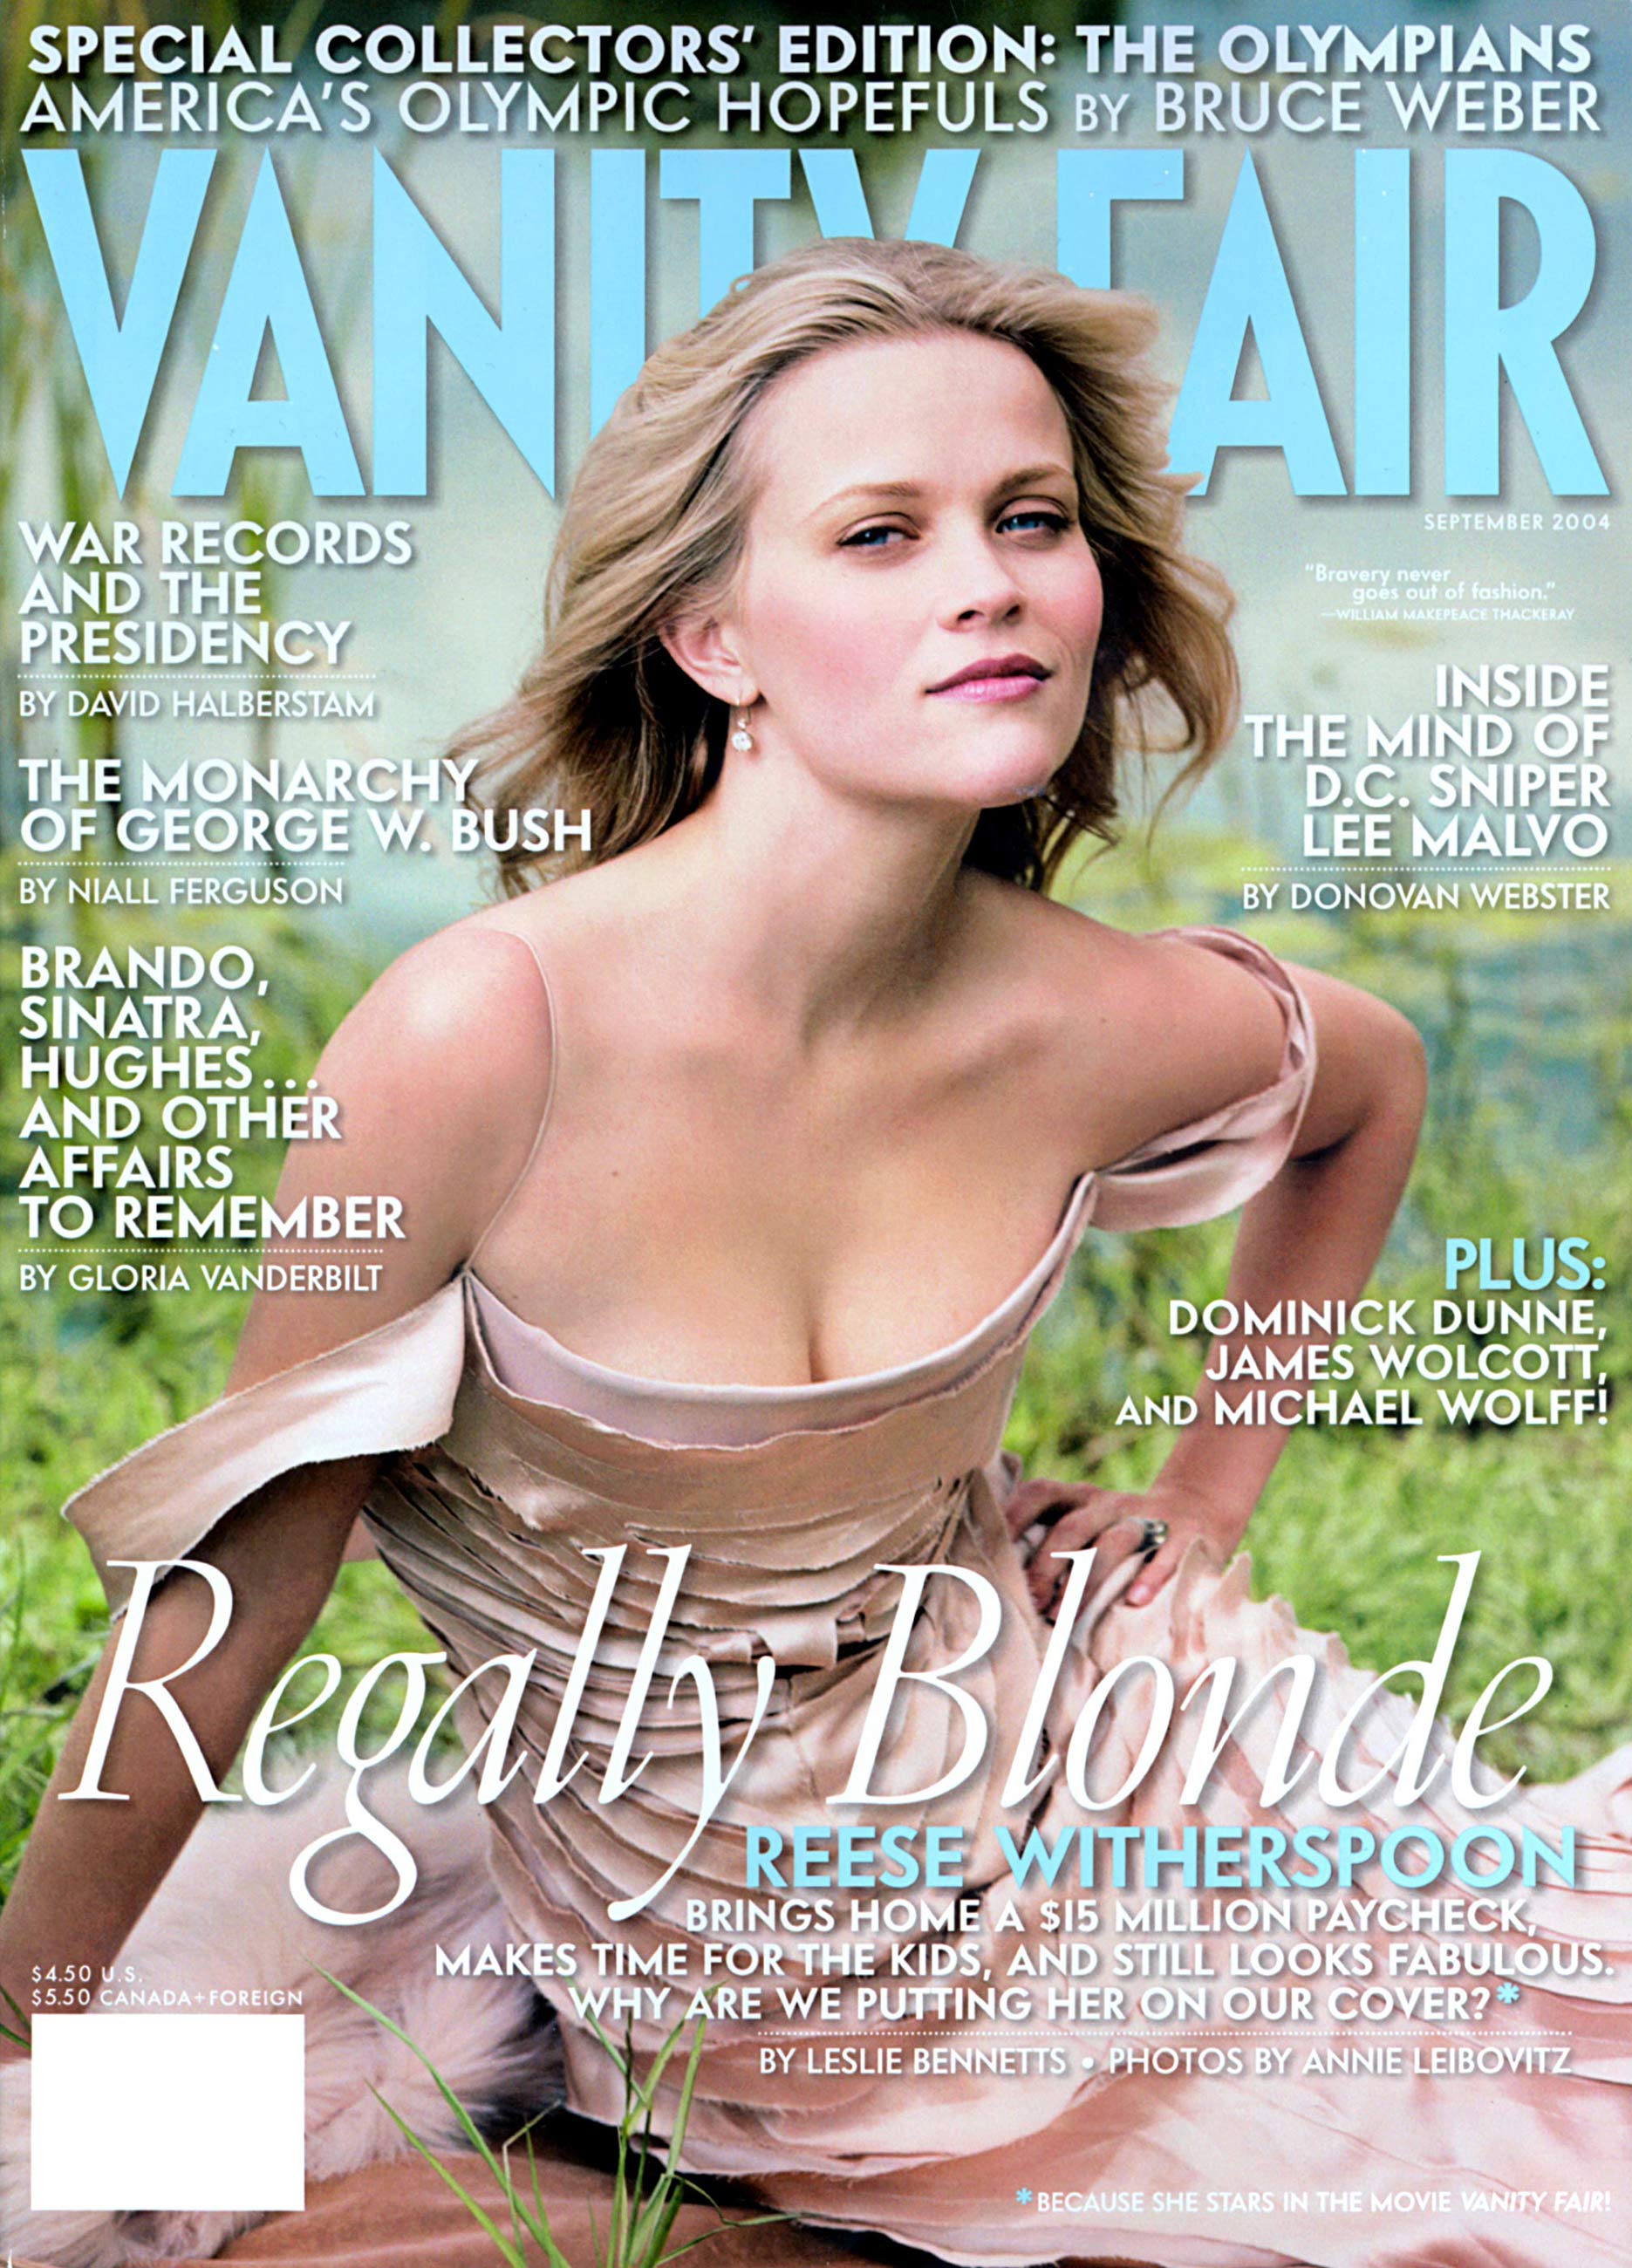 SPECIAL COLLECTORS' EDITION: THE OLYMPIANS
AMERICA'S OLYMPIC HOPEFULS BY BRUCE WEBER
VANITY FAIR
SEPTEMBER 2004
"Bravery never
goes out of fashion."
—WILLIAM MAKEPEACE THACKERAY
WAR RECORDS
AND THE
PRESIDENCY
BY DAVID HALBERSTAM
THE MONARCHY
OF GEORGE W. BUSH
BY NIALL FERGUSON
BRANDO,
SINATRA,
HUGHES...
AND OTHER
AFFAIRS
TO REMEMBER
BY GLORIA VANDERBILT
INSIDE
THE MIND OF
D.C. SNIPER
LEE MALVO
BY DONOVAN WEBSTER
PLUS:
DOMINICK DUNNE,
JAMES WOLCOTT,
AND MICHAEL WOLFF!
Regally Blonde
REESE WITHERSPOON
BRINGS HOME A $15 MILLION PAYCHECK,
MAKES TIME FOR THE KIDS, AND STILL LOOKS FABULOUS.
WHY ARE WE PUTTING HER ON OUR COVER?*
BY LESLIE BENNETTS • PHOTOS BY ANNIE LEIBOVITZ
$4.50 U.S.
$5.50 CANADA+FOREIGN
*BECAUSE SHE STARS IN THE MOVIE VANITY FAIR!